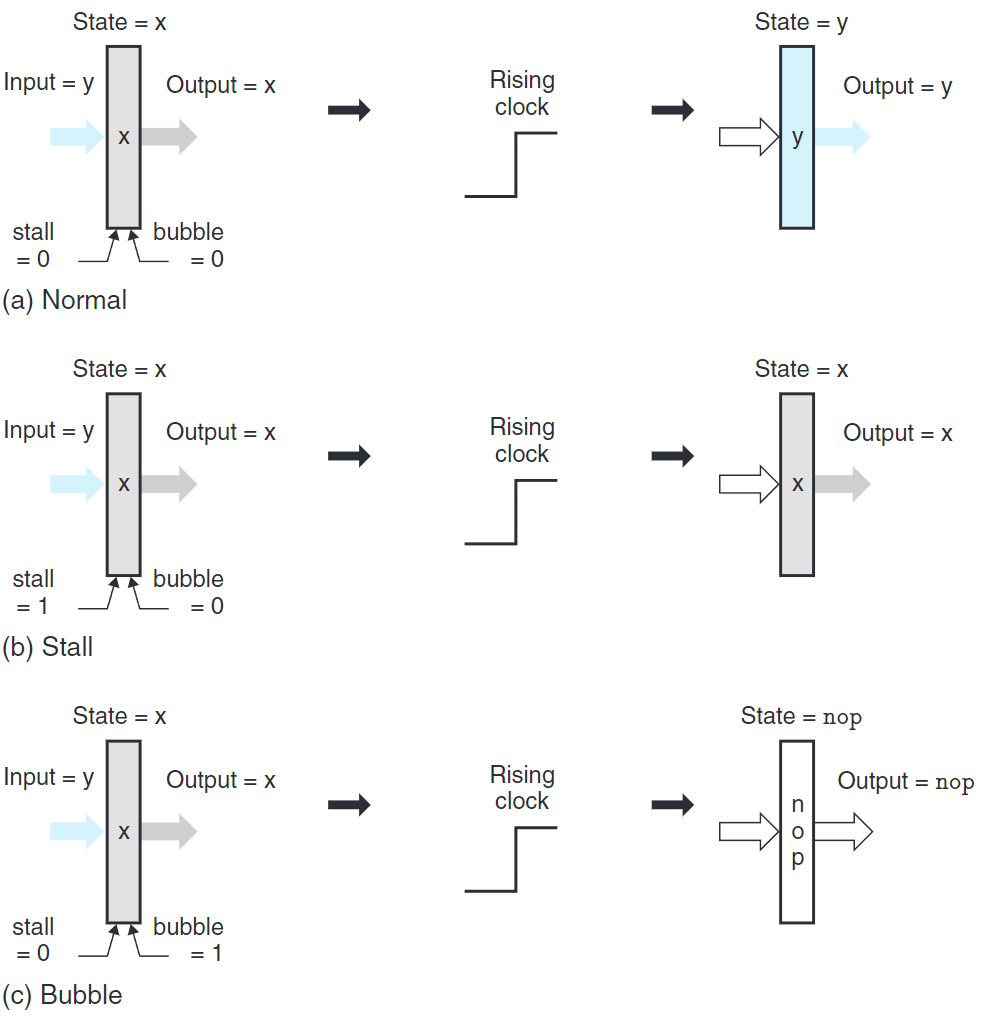 State = x
State = y
Input = y
Output = x
Rising
clock
Output = y
x
y
stall
= 0
bubble
= 0
(a) Normal
State = x
State = x
Input = y
Output = x
Rising
clock
Output = x
x
x
stall
= 1
bubble
= 0
(b) Stall
State = x
State = nop
Input = y
Output = x
Rising
clock
Output = nop
x
n
o
p
stall
= 0
bubble
= 1
(c) Bubble